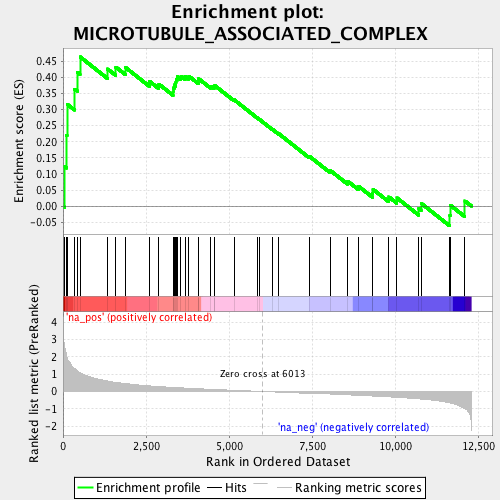 Enrichment plot:
MICROTUBULE_ASSOCIATED_COMPLEX
Enrichment score (ES)
0.45
0.40
0.35
0.30
0.25
0.20
0.15
0.10
0.05
0.00
-0.05
'na_pos' (positively correlated)
Ranked list metric (PreRanked)
4
3
2
1
0
-1
-2
Zero cross at 6013
'na_neg' (negatively correlated)
0
2,500
5,000
7,500
10,000
12,500
Rank in Ordered Dataset
Enrichment profile
Hits
Ranking metric scores